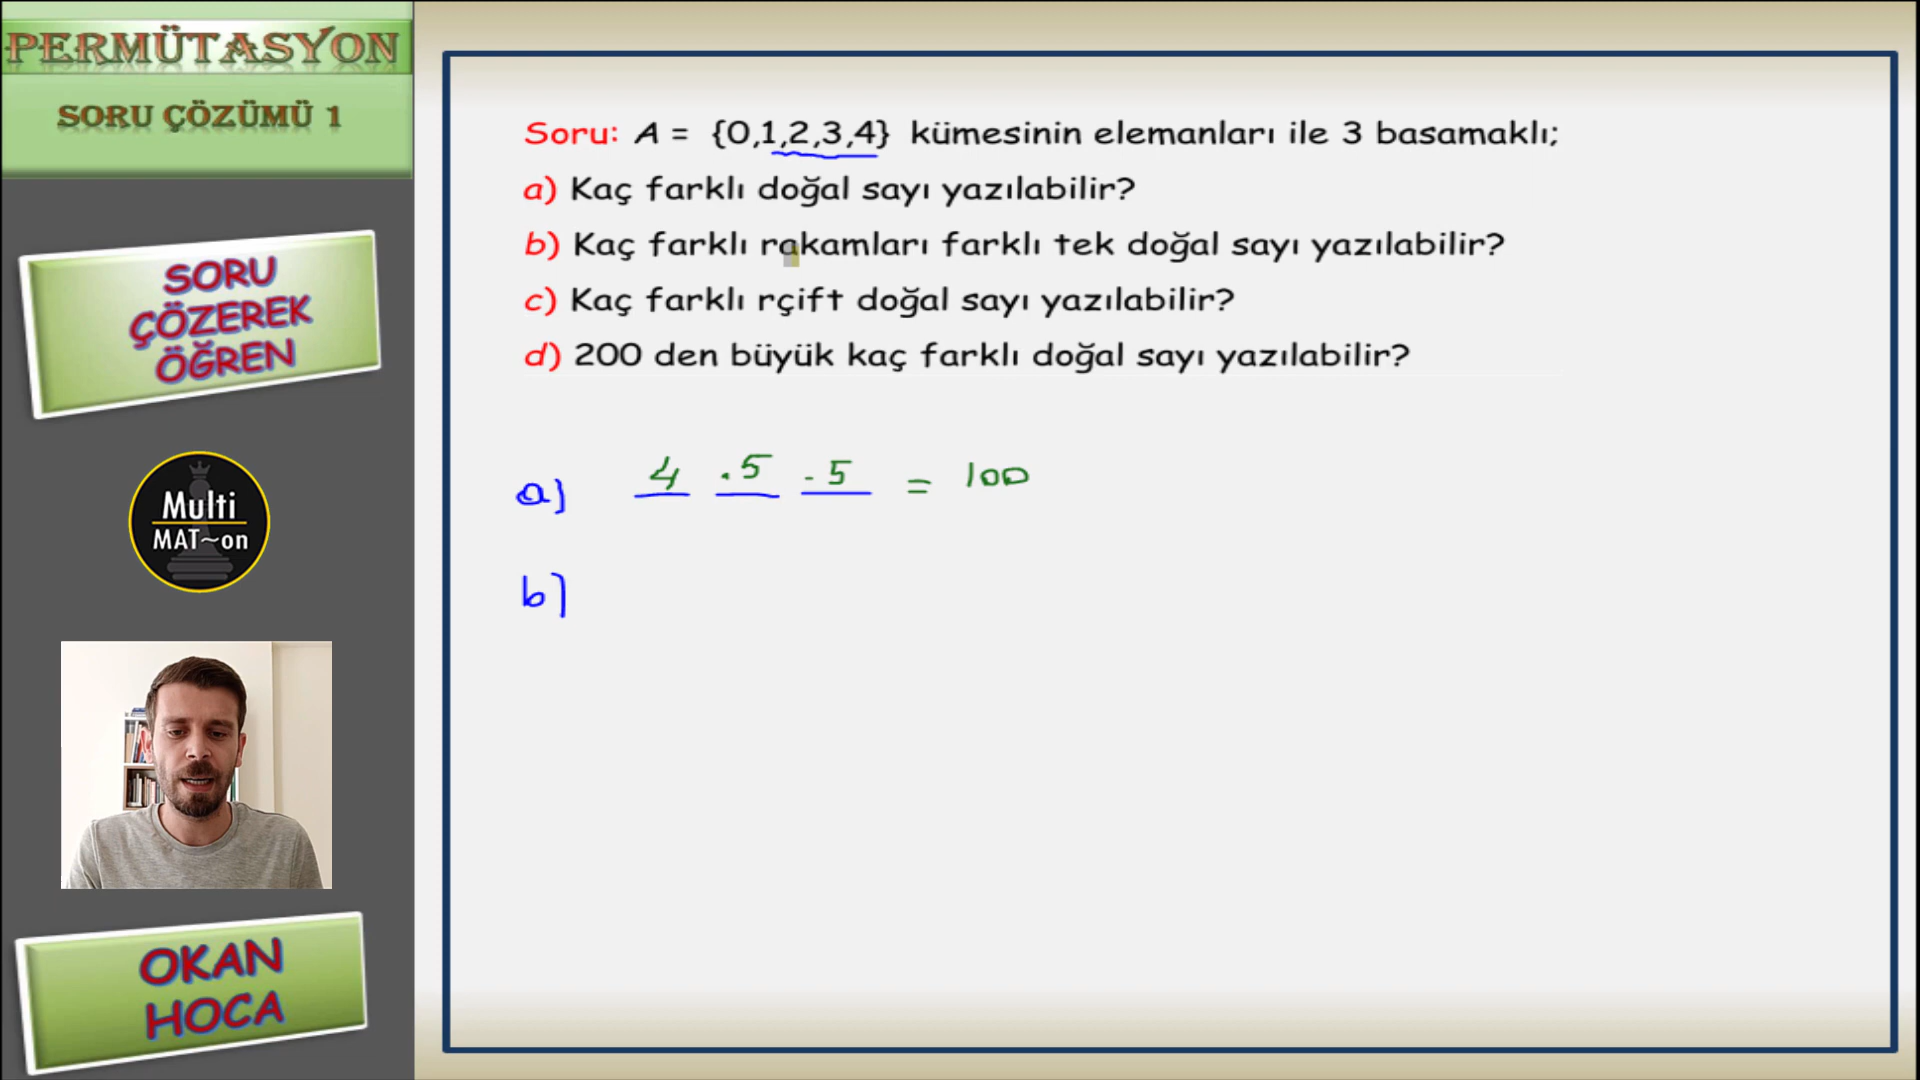 PERMÜTASYON
SORU ÇÖZÜMÜ 1
SORU
ÇÖZEREK
ÖĞREN
Multi
MAT~on
OKAN
HOCA
Soru: A = {0,1,2,3,4} kümesinin elemanları ile 3 basamaklı;
a) Kaç farklı doğal sayı yazılabilir?
b) Kaç farklı rakamları farklı tek doğal sayı yazılabilir?
c) Kaç farklı rçift doğal sayı yazılabilir?
d) 200 den büyük kaç farklı doğal sayı yazılabilir?
a) 4 . 5 . 5 = 100
b)